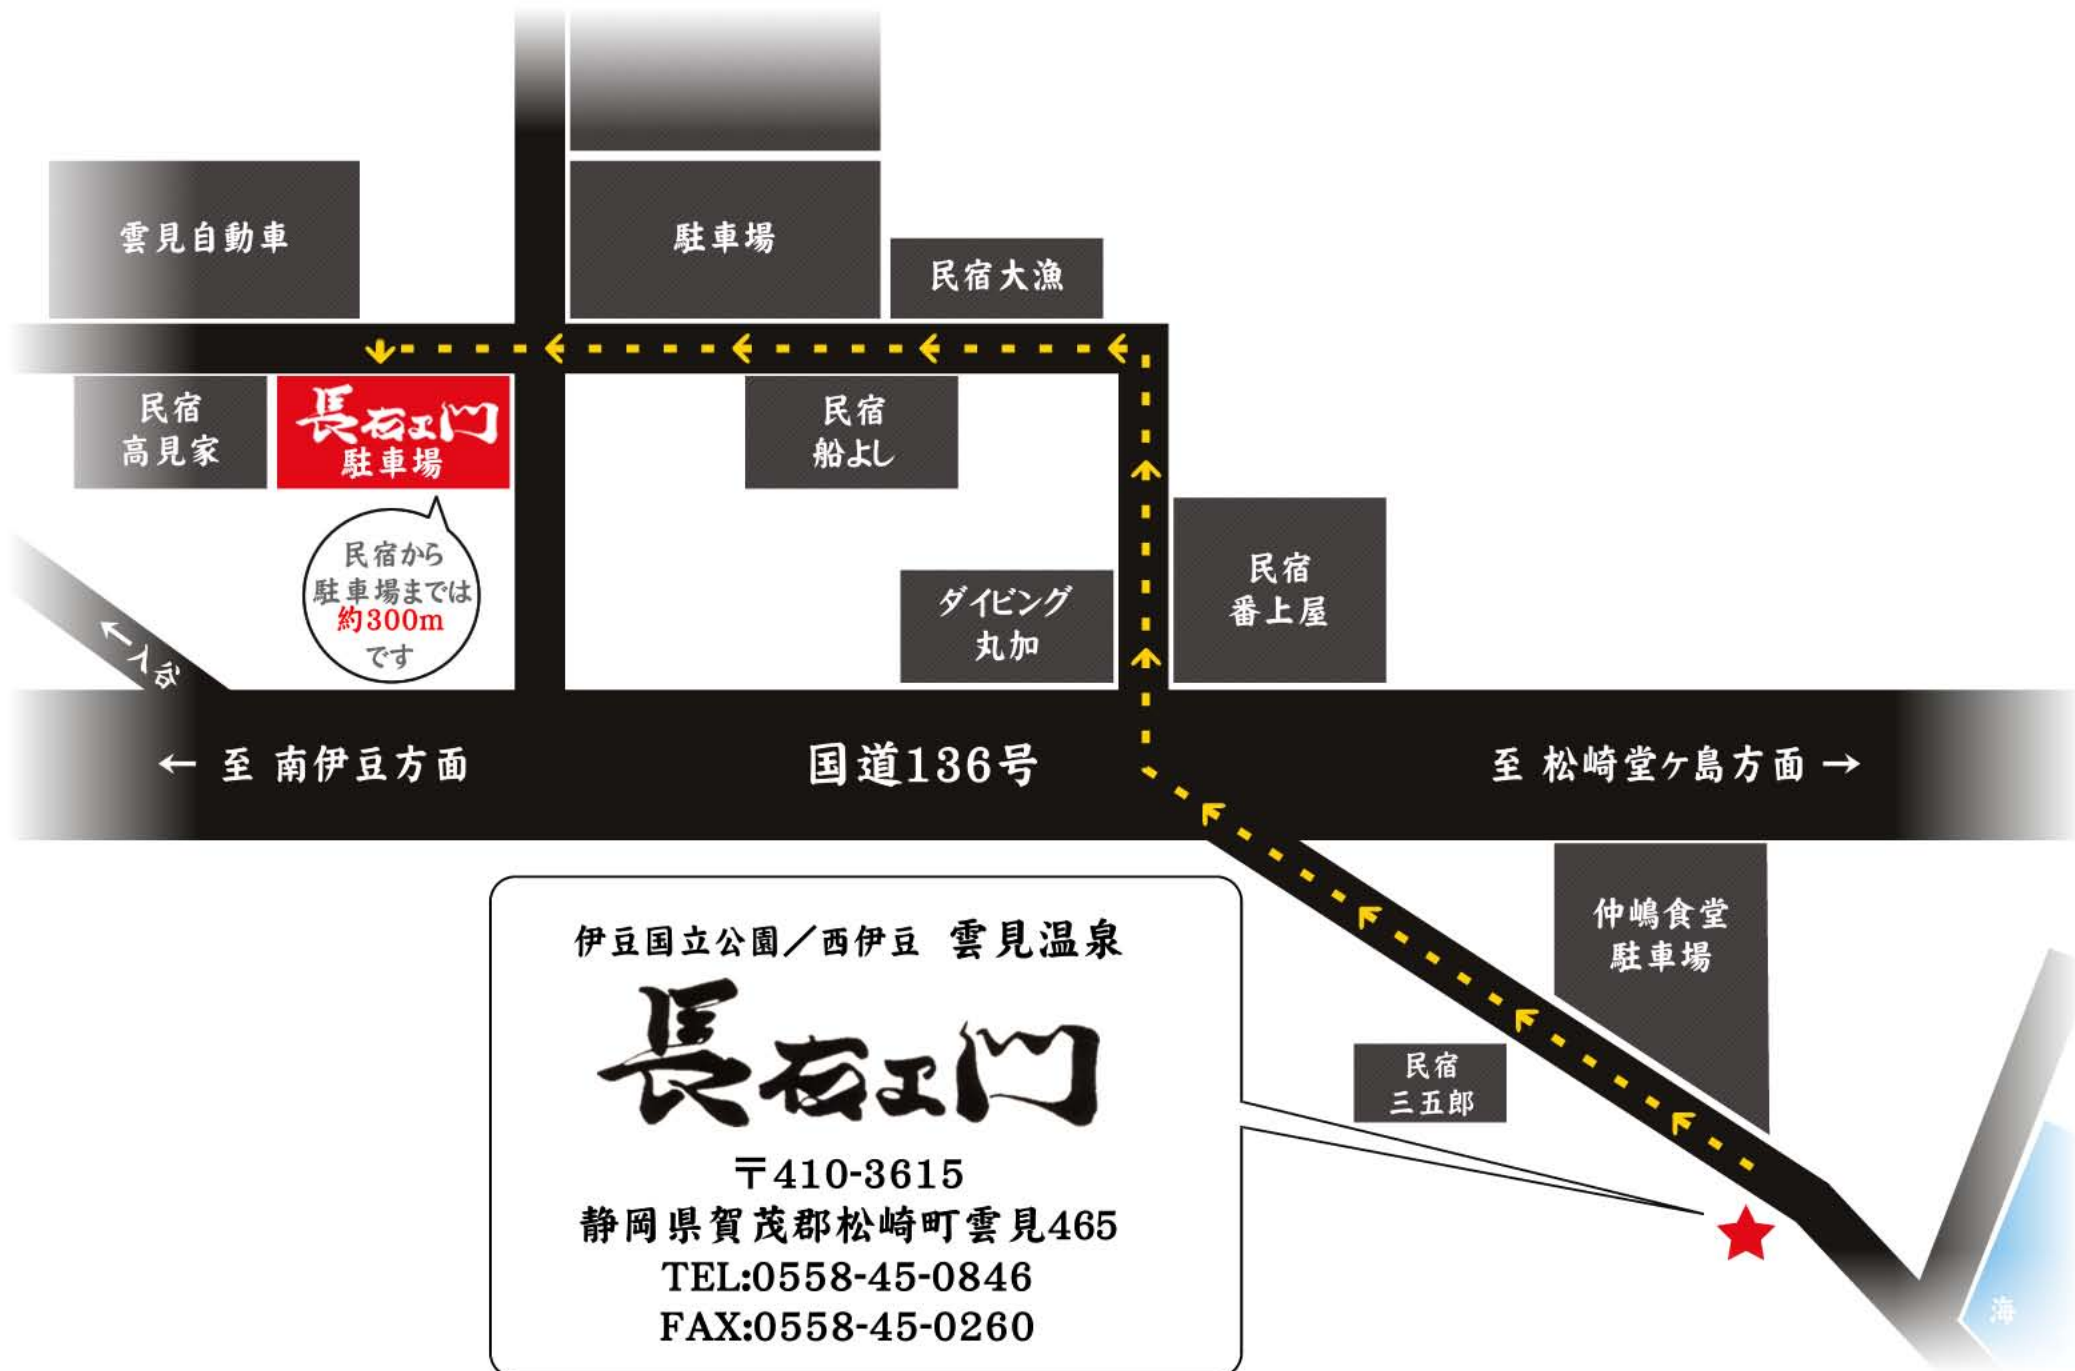 雲見自動車
駐車場
民宿大漁
民宿
高見家
長右ェ門
駐車場
民宿から
駐車場までは
約300m
です
民宿
船よし
ダイビング
丸加
民宿
番上屋
←入谷
← 至 南伊豆方面
国道136号
至 松崎堂ヶ島方面 →
仲嶋食堂
駐車場
民宿
三五郎
伊豆国立公園／西伊豆 雲見温泉
長右ェ門
〒410-3615
静岡県賀茂郡松崎町雲見465
TEL:0558-45-0846
FAX:0558-45-0260
海